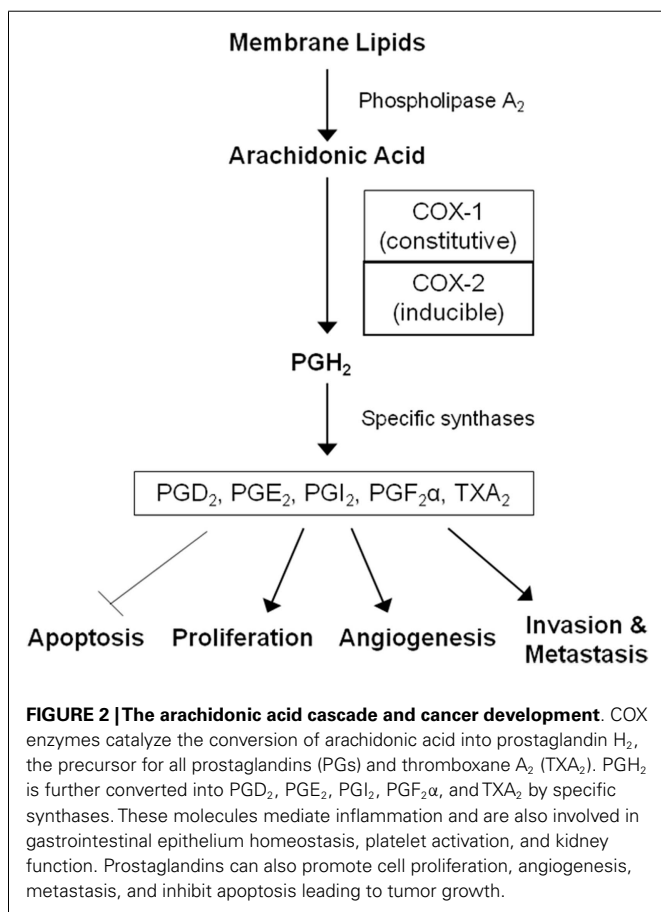 Membrane Lipids
Phospholipase A₂
Arachidonic Acid
COX-1
(constitutive)
COX-2
(inducible)
PGH₂
Specific synthases
PGD₂, PGE₂, PGI₂, PGF₂α, TXA₂
Apoptosis Proliferation Angiogenesis Invasion &
Metastasis
FIGURE 2 | The arachidonic acid cascade and cancer development. COX
enzymes catalyze the conversion of arachidonic acid into prostaglandin H₂,
the precursor for all prostaglandins (PGs) and thromboxane A₂ (TXA₂). PGH₂
is further converted into PGD₂, PGE₂, PGI₂, PGF₂α, and TXA₂ by specific
synthases. These molecules mediate inflammation and are also involved in
gastrointestinal epithelium homeostasis, platelet activation, and kidney
function. Prostaglandins can also promote cell proliferation, angiogenesis,
metastasis, and inhibit apoptosis leading to tumor growth.